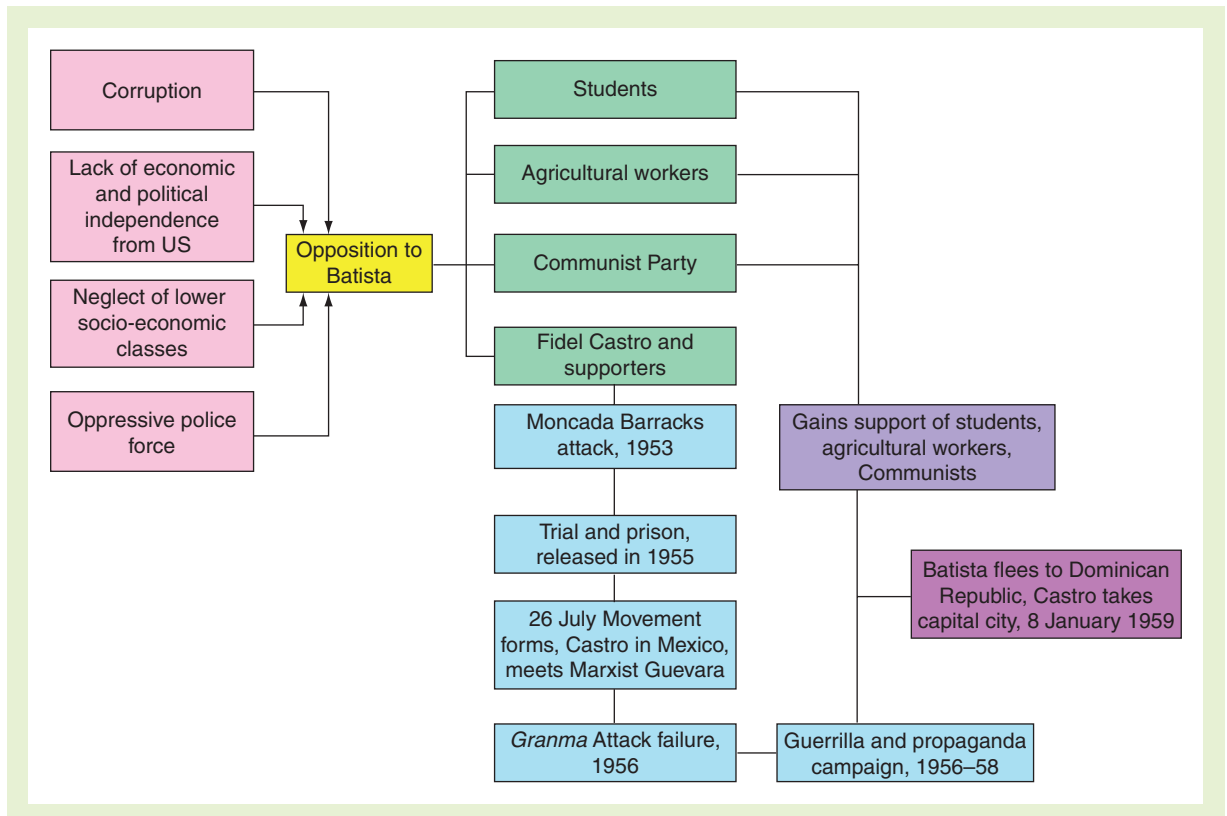 Corruption
Lack of economic
and political
independence
from US
Neglect of lower
socio-economic
classes
Oppressive police
force
Opposition to
Batista
Students
Agricultural workers
Communist Party
Fidel Castro and
supporters
Moncada Barracks
attack, 1953
Trial and prison,
released in 1955
26 July Movement
forms, Castro in Mexico,
meets Marxist Guevara
Granma Attack failure,
1956
Guerrilla and propaganda
campaign, 1956–58
Gains support of students,
agricultural workers,
Communists
Batista flees to Dominican
Republic, Castro takes
capital city, 8 January 1959